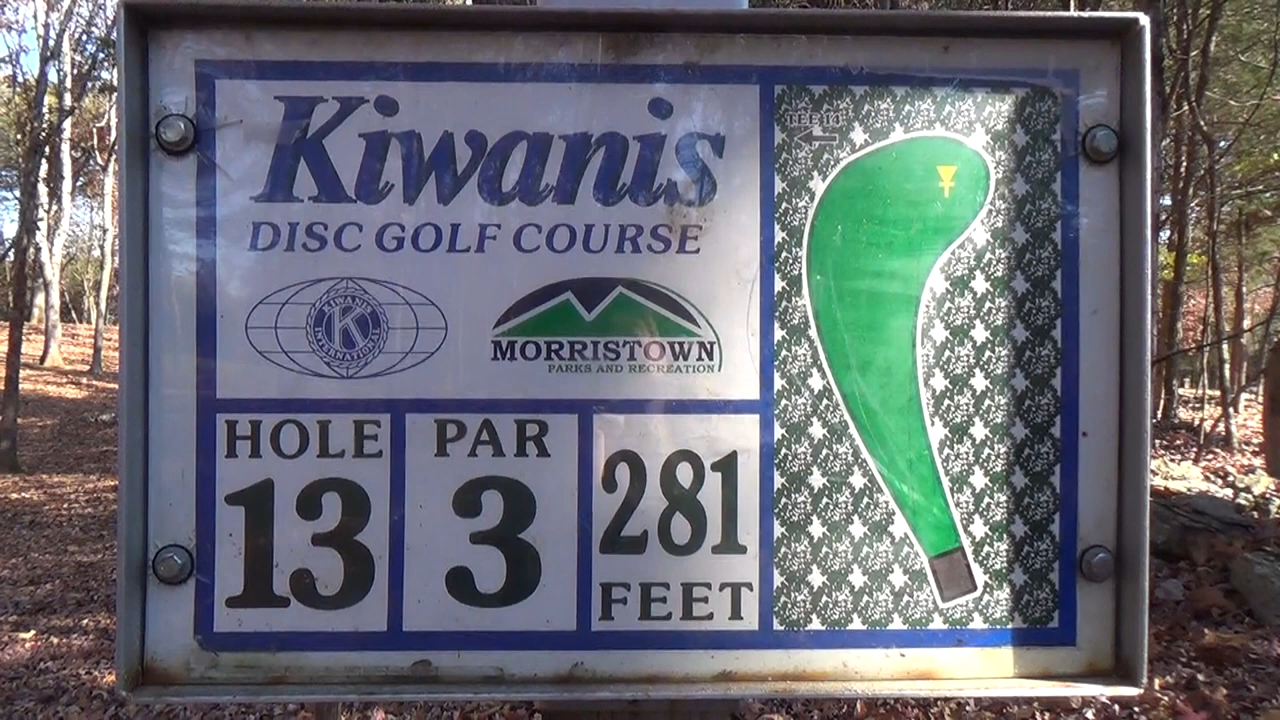 Kiwanis
DISC GOLF COURSE
KIWANIS
K
INTERNATIONAL
MORRISTOWN
PARKS AND RECREATION
HOLE
13
PAR
3
281
FEET
TEE 14